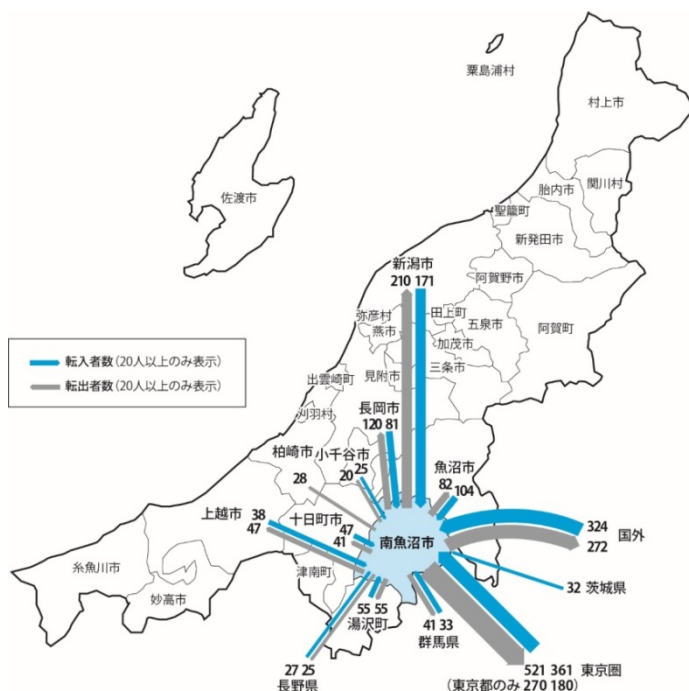 粟島浦村
村上市
関川村
胎内市
佐渡市
聖籠町
新発田市
新潟市
210 171
阿賀野市
弥彦村
燕市
田上町
五泉市
阿賀町
加茂市
転入者数(20人以上のみ表示)
転出者数(20人以上のみ表示)
出雲崎町
見附市
三条市
刈羽村
長岡市
120 81
柏崎市
28
小千谷市
20 25
魚沼市
82 104
上越市
38
47
十日町市
47
41
南魚沼市
324
272
国外
糸魚川市
妙高市
津南町
32 茨城県
55 55
湯沢町
41 33
群馬県
27 25
長野県
521 361 東京圏
(東京都のみ 270 180)